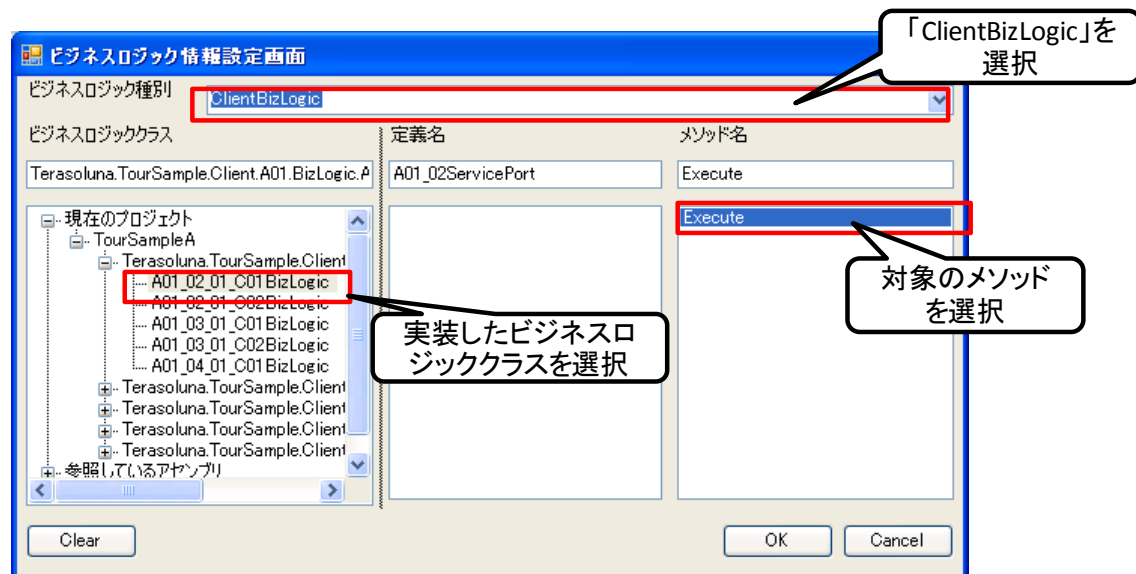 「ClientBizLogic」を
選択
ビジネスロジック情報設定画面
ビジネスロジック種別
ClientBizLogic
ビジネスロジッククラス
定義名
メソッド名
Terasoluna.TourSample.Client.A01.BizLogic.A
A01_02ServicePort
Execute
現在のプロジェクト
TourSampleA
Terasoluna.TourSample.Client
A01_02_01_C01BizLogic
A01_02_01_C02BizLogic
A01_03_01_C01BizLogic
A01_03_01_C02BizLogic
A01_04_01_C01BizLogic
Terasoluna.TourSample.Client
Terasoluna.TourSample.Client
Terasoluna.TourSample.Client
Terasoluna.TourSample.Client
参照しているアセンブリ
Execute
対象のメソッド
を選択
実装したビジネスロ
ジッククラスを選択
Clear
OK
Cancel